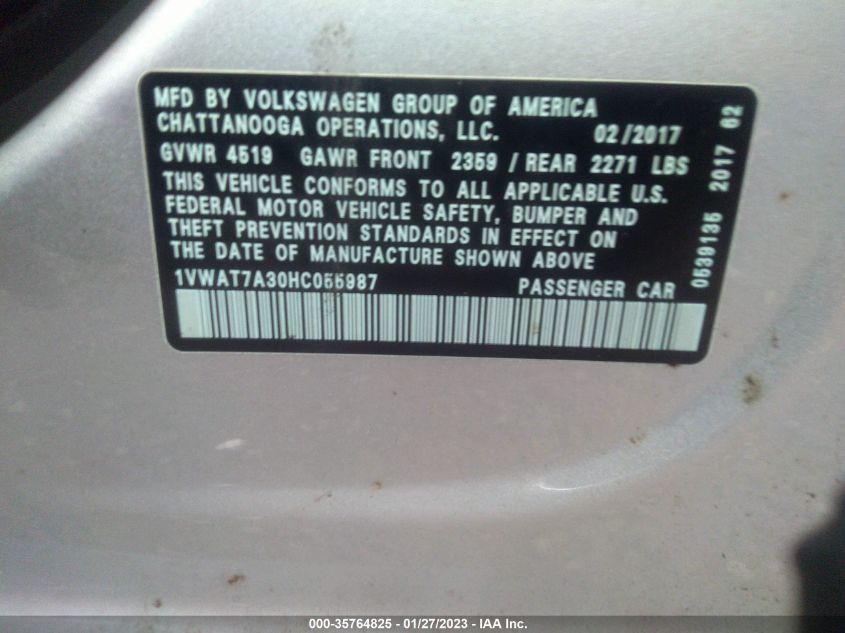 MFD BY VOLKSWAGEN GROUP OF AMERICA
CHATTANOOGA OPERATIONS, LLC. 02/2017
GVWR 4519 GAWR FRONT 2359 / REAR 2271 LBS
THIS VEHICLE CONFORMS TO ALL APPLICABLE U.S.
FEDERAL MOTOR VEHICLE SAFETY, BUMPER AND
THEFT PREVENTION STANDARDS IN EFFECT ON
THE DATE OF MANUFACTURE SHOWN ABOVE
1VWAT7A30HC055987 PASSENGER CAR
0539135 2017 02
000-35764825 - 01/27/2023 - IAA Inc.